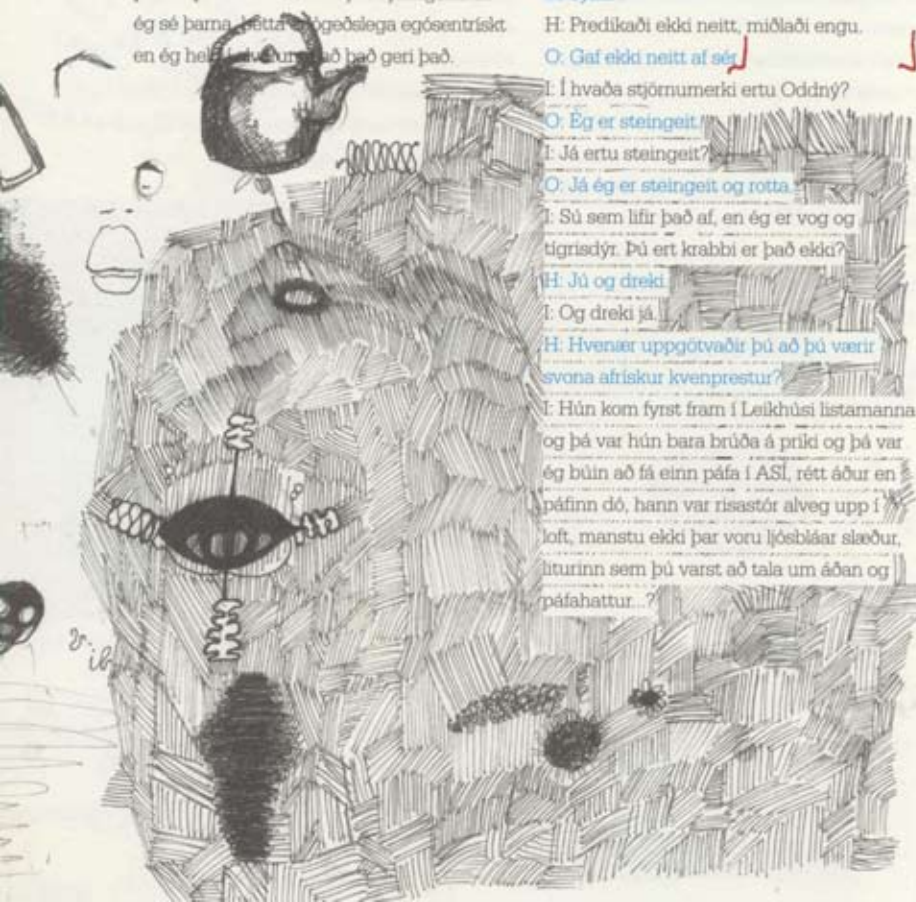 ég sé þarna, þetta
ógeðslega egósentrískt
en ég held
að það geri það.
H: Predikaði ekki neitt, miðlaði engu.
O: Gaf ekki neitt af sér.
I: Í hvaða stjörnumerki ertu Oddný?
O: Ég er steingeit.
I: Já ertu steingeit?
O: Já ég er steingeit og rotta.
I: Sú sem lifir það af, en ég er vog og
tígrisdýr. Þú ert krabbi er það ekki?
H: Jú og dreki.
I: Og dreki já.
H: Hvenær uppgötvaðir þú að þú værir
svona afrískur kvenprestur?
I: Hún kom fyrst fram í Leikhúsi listamanna
og þá var hún bara brúða á priki og þá var
ég búin að fá einn páfa í ASÍ, rétt áður en
páfinn dó, hann var risastór alveg upp í
loft, manstu ekki þar voru ljósbláar slæður,
liturinn sem þú varst að tala um áðan og
páfahattur...?